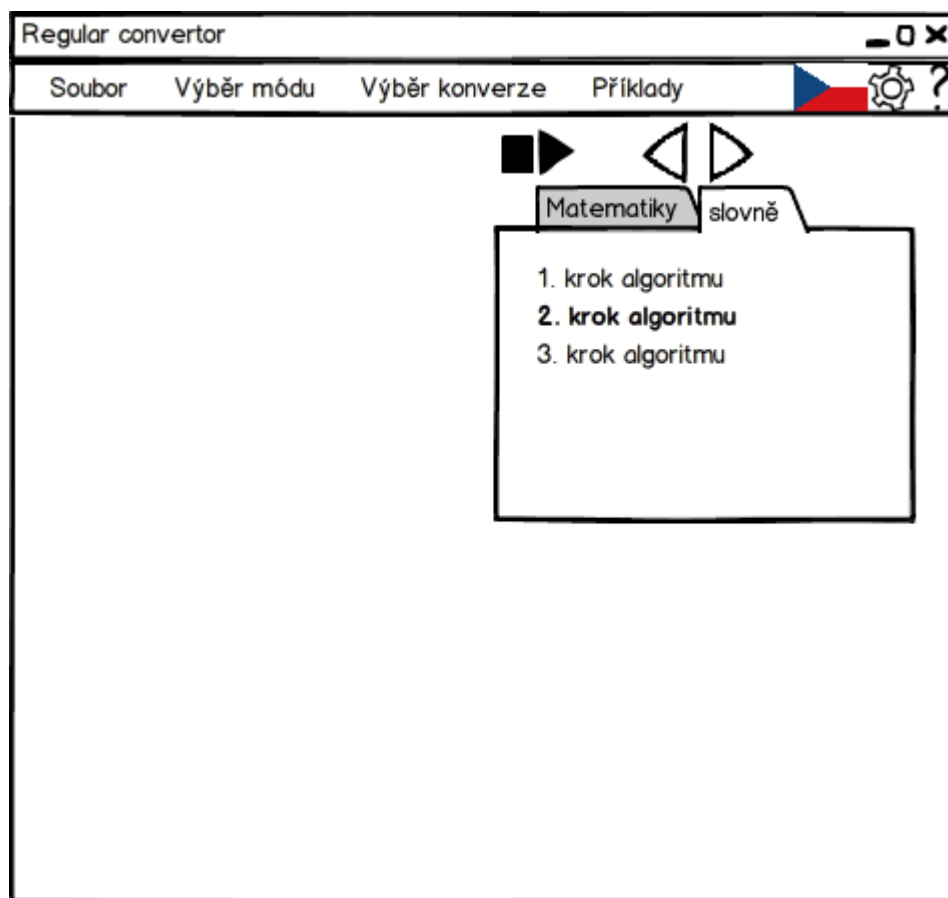 Regular convertor
Soubor Výběr módu Výběr konverze Příklady ?
Matematiky slovně
1. krok algoritmu
2. krok algoritmu
3. krok algoritmu